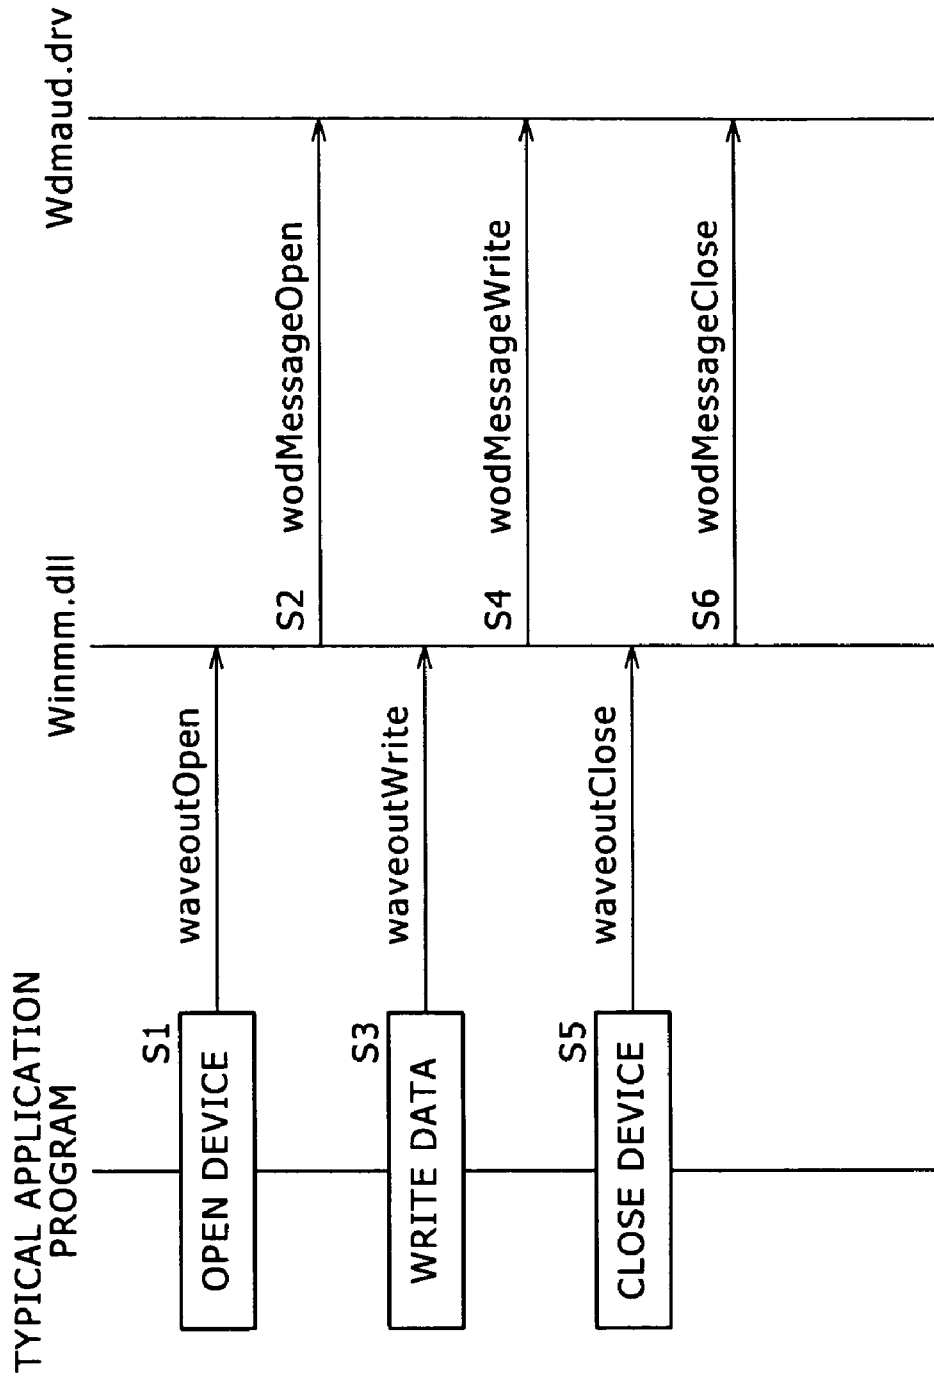 TYPICAL APPLICATION
PROGRAM
Winmm.dll
Wdmaud.drv
S1
OPEN DEVICE
waveoutOpen
S2
wodMessageOpen
S3
WRITE DATA
waveoutWrite
S4
wodMessageWrite
S5
CLOSE DEVICE
waveoutClose
S6
wodMessageClose